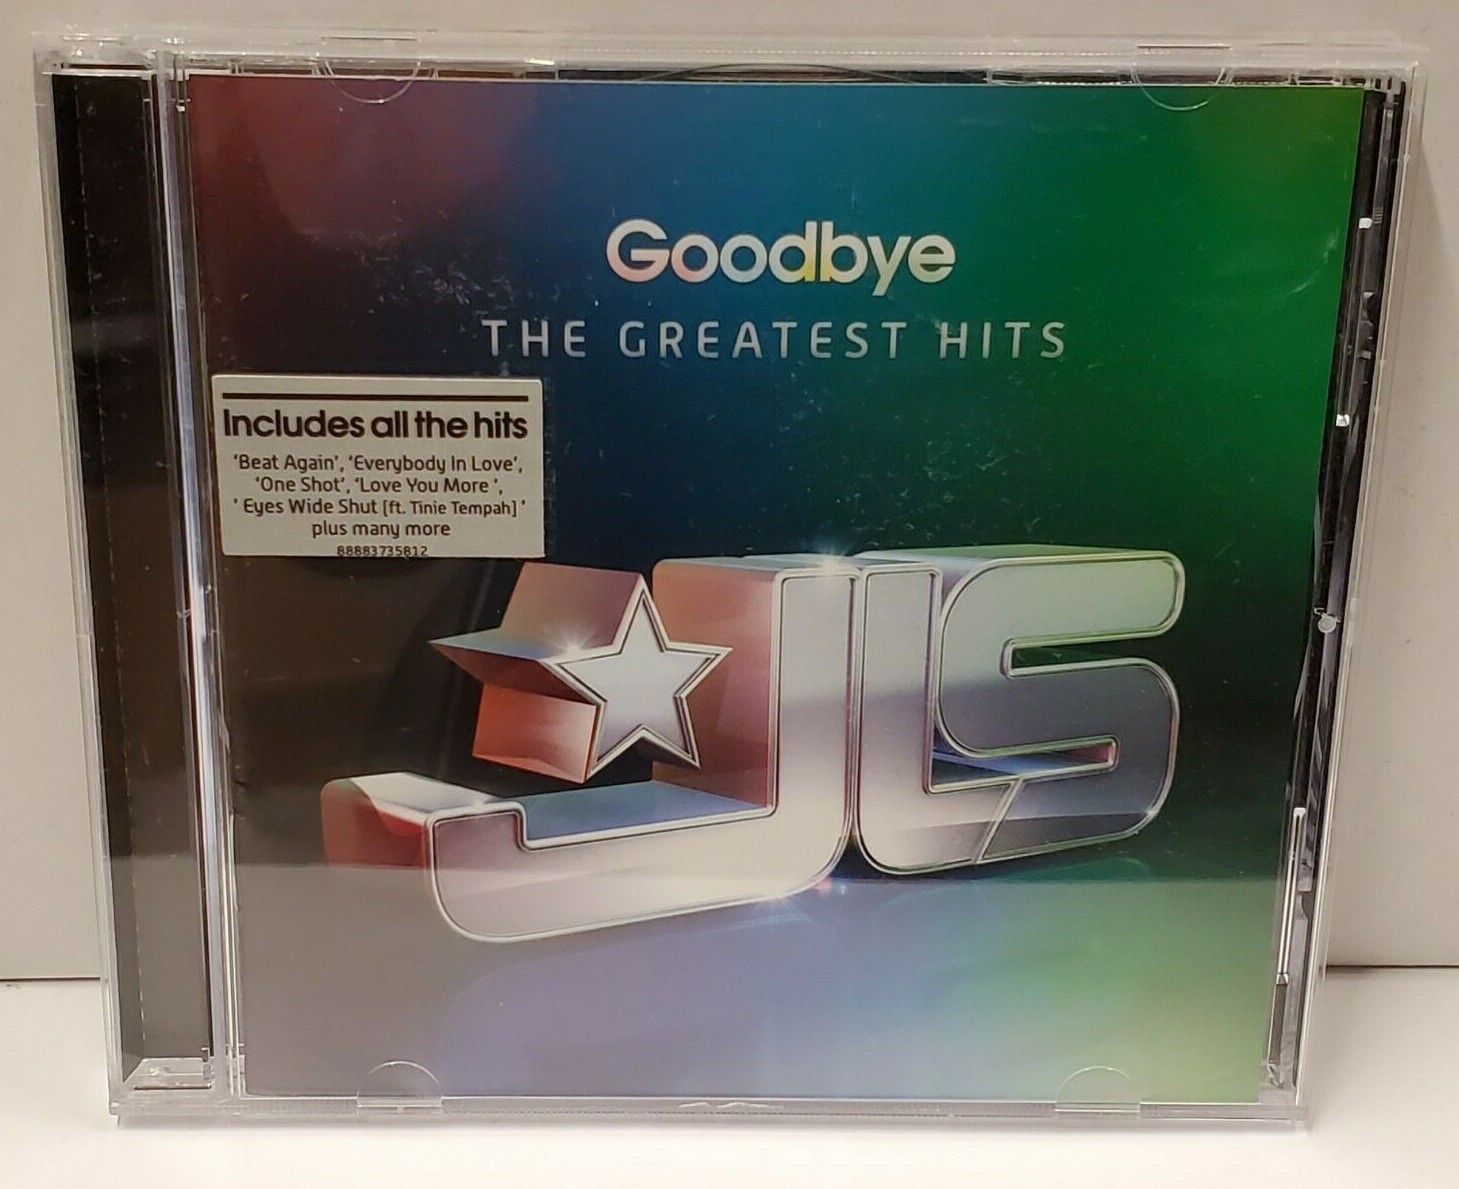 Goodbye
THE GREATEST HITS
Includes all the hits
'Beat Again', 'Everybody In Love',
'One Shot', 'Love You More ',
' Eyes Wide Shut [ft. Tinie Tempah] '
plus many more
88883735812
JLS